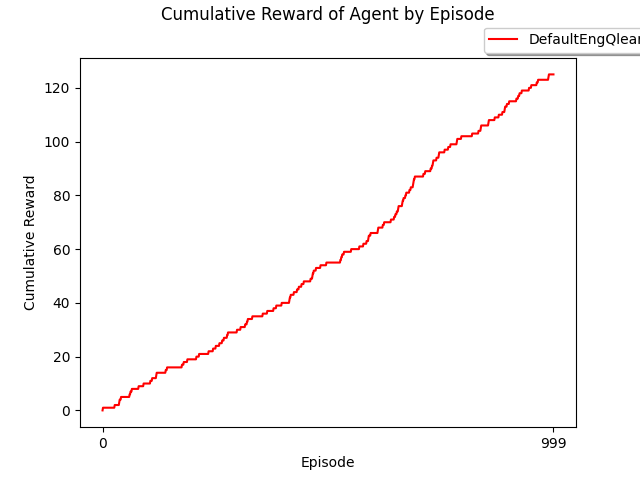 Cumulative Reward of Agent by Episode
DefaultEngQlear
120
100
80
60
40
20
0
Cumulative Reward
0 999
Episode